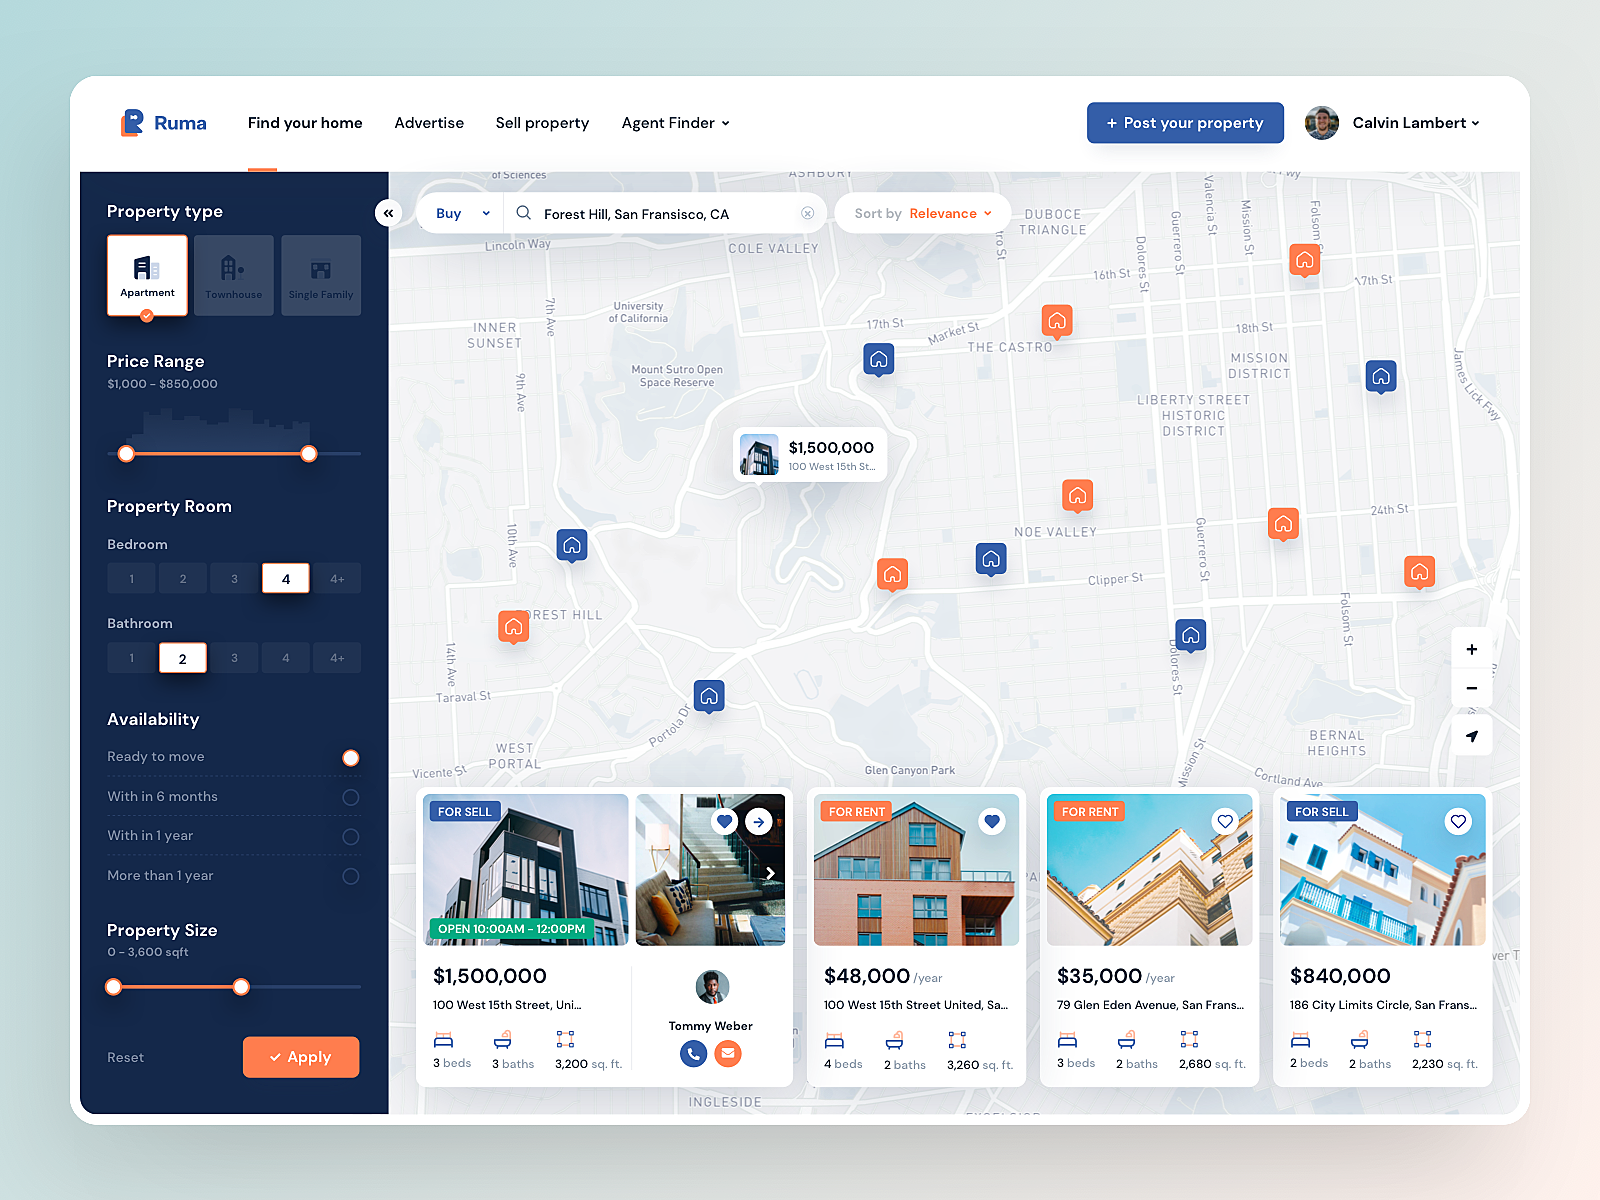 Ruma
Find your home
Advertise
Sell property
Agent Finder
+ Post your property
Calvin Lambert
Property type
Apartment
Townhouse
Single Family
Price Range
$1,000 - $850,000
Property Room
Bedroom
1
2
3
4
4+
Bathroom
1
2
3
4
4+
Availability
Ready to move
With in 6 months
With in 1 year
More than 1 year
Property Size
0 - 3,600 sqft
Reset
Apply
Buy
Forest Hill, San Fransisco, CA
Sort by Relevance
of Sciences
ASHBURY
Lincoln Way
COLE VALLEY
DUBOCE
TRIANGLE
Valencia St
Mission St
Folsom St
Guerrero St
Dolores St
16th St
17th St
7th Ave
University
of California
INNER
SUNSET
17th St
Market St
THE CASTRO
18th St
MISSION
DISTRICT
James Lick Fwy
Mount Sutro Open
Space Reserve
9th Ave
LIBERTY STREET
HISTORIC
DISTRICT
$1,500,000
100 West 15th St...
24th St
NOE VALLEY
10th Ave
Guerrero St
Clipper St
FOREST HILL
Folsom St
14th Ave
Dolores St
Taraval St
Portola Dr
WEST
PORTAL
BERNAL
HEIGHTS
Vicente St
Glen Canyon Park
Mission St
Cortland Ave
FOR SELL
OPEN 10:00AM - 12:00PM
$1,500,000
100 West 15th Street, Uni...
3 beds
3 baths
3,200 sq. ft.
Tommy Weber
FOR RENT
$48,000 /year
100 West 15th Street United, Sa...
4 beds
2 baths
3,260 sq. ft.
FOR RENT
$35,000 /year
79 Glen Eden Avenue, San Frans...
3 beds
2 baths
2,680 sq. ft.
FOR SELL
$840,000
186 City Limits Circle, San Frans...
2 beds
2 baths
2,230 sq. ft.
INGLESIDE
EXCELSIOR